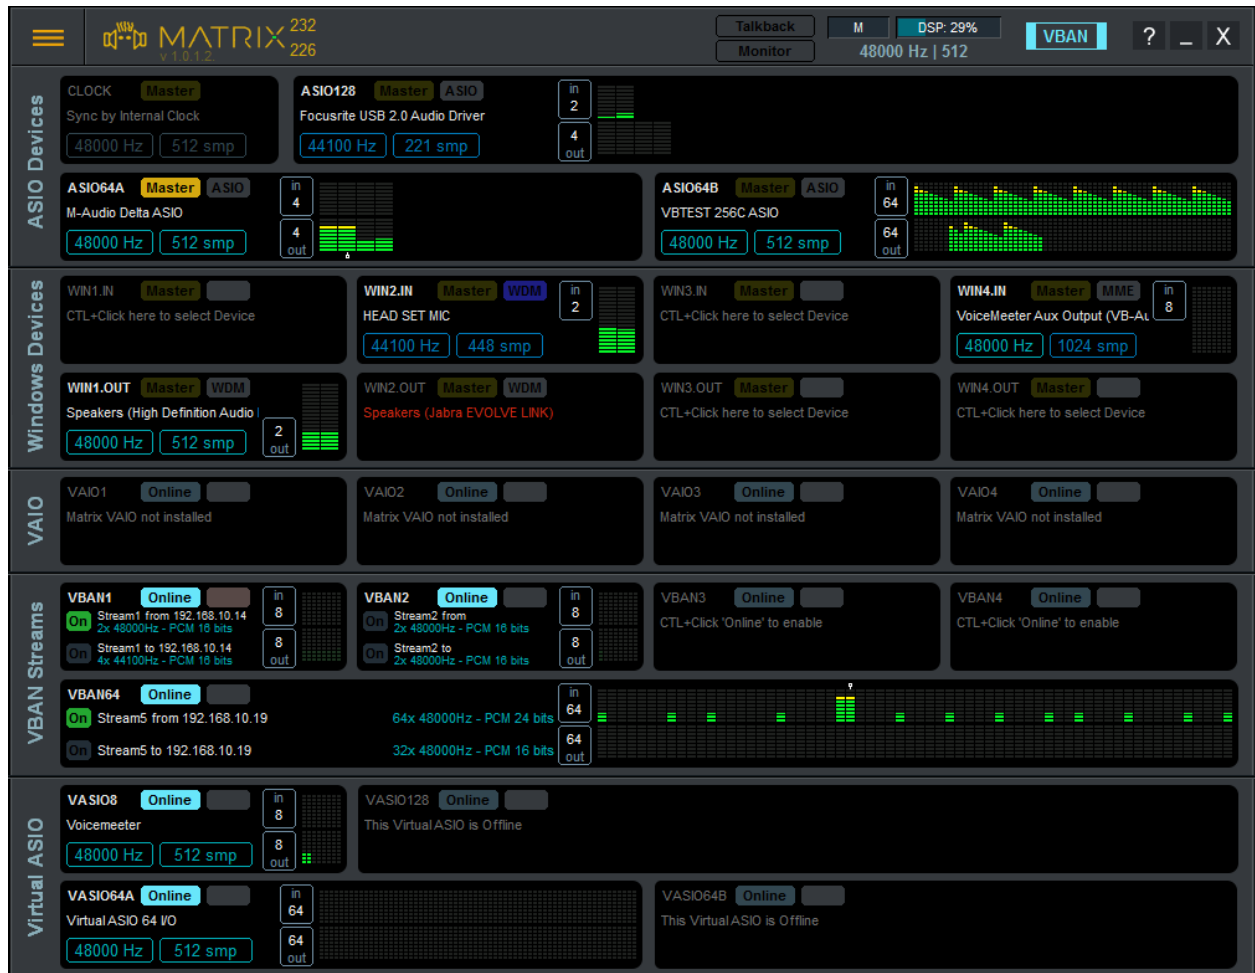 MATRIX 232
v 1.0.1.2. 226
Talkback
Monitor
M DSP: 29%
48000 Hz | 512
VBAN
? _ X
ASIO Devices
CLOCK Master
Sync by Internal Clock
48000 Hz 512 smp
ASIO128 Master ASIO
Focusrite USB 2.0 Audio Driver
44100 Hz 221 smp
in
2
4
out
ASIO64A Master ASIO
M-Audio Delta ASIO
48000 Hz 512 smp
in
4
4
out
ASIO64B Master ASIO
VBTEST 256C ASIO
48000 Hz 512 smp
in
64
64
out
Windows Devices
WIN1.IN Master
CTL+Click here to select Device
WIN2.IN Master WDM
HEAD SET MIC
44100 Hz 448 smp
in
2
WIN3.IN Master
CTL+Click here to select Device
WIN4.IN Master MME
VoiceMeeter Aux Output (VB-Au
48000 Hz 1024 smp
in
8
WIN1.OUT Master WDM
Speakers (High Definition Audio
48000 Hz 512 smp
2
out
WIN2.OUT Master WDM
Speakers (Jabra EVOLVE LINK)
WIN3.OUT Master
CTL+Click here to select Device
WIN4.OUT Master
CTL+Click here to select Device
VAIO
VAIO1 Online
Matrix VAIO not installed
VAIO2 Online
Matrix VAIO not installed
VAIO3 Online
Matrix VAIO not installed
VAIO4 Online
Matrix VAIO not installed
VBAN Streams
VBAN1 Online
On Stream1 from 192.168.10.14
2x 48000Hz - PCM 16 bits
On Stream1 to 192.168.10.14
4x 44100Hz - PCM 16 bits
in
8
8
out
VBAN2 Online
On Stream2 from
2x 48000Hz - PCM 16 bits
On Stream2 to
2x 48000Hz - PCM 16 bits
in
8
8
out
VBAN3 Online
CTL+Click 'Online' to enable
VBAN4 Online
CTL+Click 'Online' to enable
VBAN64 Online
On Stream5 from 192.168.10.19 64x 48000Hz - PCM 24 bits
On Stream5 to 192.168.10.19 32x 48000Hz - PCM 16 bits
in
64
64
out
Virtual ASIO
VASIO8 Online
Voicemeeter
48000 Hz 512 smp
in
8
8
out
VASIO128 Online
This Virtual ASIO is Offline
VASIO64A Online
Virtual ASIO 64 I/O
48000 Hz 512 smp
in
64
64
out
VASIO64B Online
This Virtual ASIO is Offline